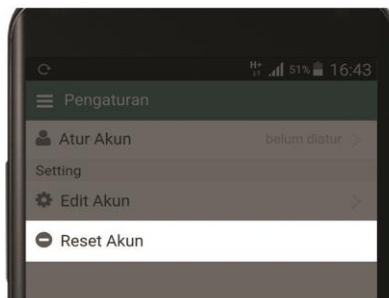 H+ 51% 16:43
Pengaturan
Atur Akun belum diatur >
Setting
Edit Akun >
Reset Akun